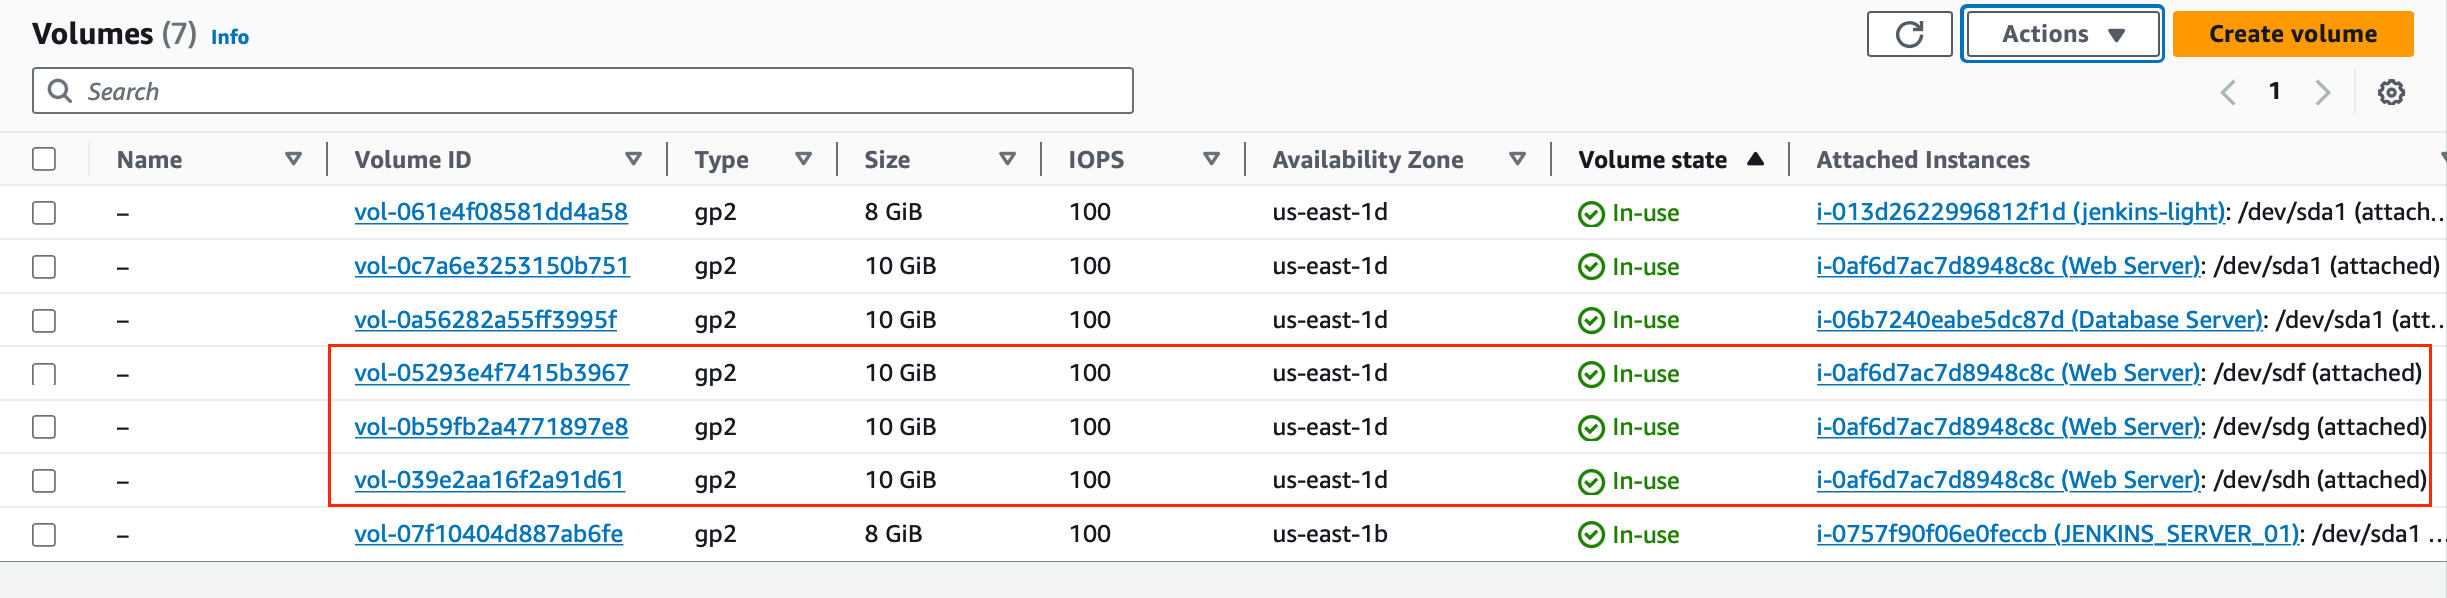 Volumes (7) Info
Actions
Create volume
Search
1
Name Volume ID Type Size IOPS Availability Zone Volume state Attached Instances
– vol-061e4f08581dd4a58 gp2 8 GiB 100 us-east-1d In-use i-013d2622996812f1d (jenkins-light): /dev/sda1 (attach...
– vol-0c7a6e3253150b751 gp2 10 GiB 100 us-east-1d In-use i-0af6d7ac7d8948c8c (Web Server): /dev/sda1 (attached)
– vol-0a56282a55ff3995f gp2 10 GiB 100 us-east-1d In-use i-06b7240eabe5dc87d (Database Server): /dev/sda1 (att...
– vol-05293e4f7415b3967 gp2 10 GiB 100 us-east-1d In-use i-0af6d7ac7d8948c8c (Web Server): /dev/sdf (attached)
– vol-0b59fb2a4771897e8 gp2 10 GiB 100 us-east-1d In-use i-0af6d7ac7d8948c8c (Web Server): /dev/sdg (attached)
– vol-039e2aa16f2a91d61 gp2 10 GiB 100 us-east-1d In-use i-0af6d7ac7d8948c8c (Web Server): /dev/sdh (attached)
– vol-07f10404d887ab6fe gp2 8 GiB 100 us-east-1b In-use i-0757f90f06e0feccb (JENKINS_SERVER_01): /dev/sda1 ...